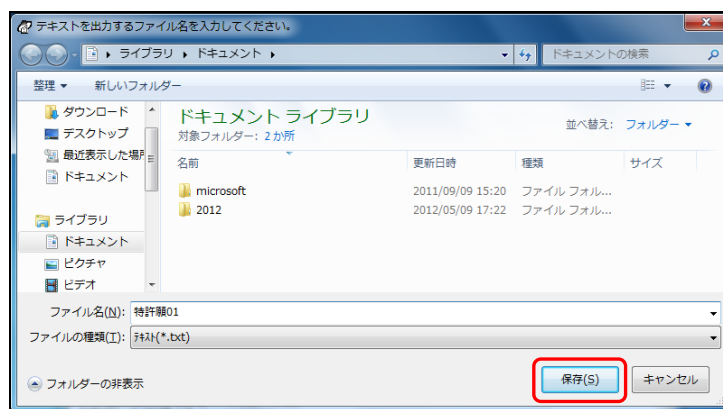 テキストを出力するファイル名を入力してください。
ライブラリ ▸ ドキュメント ▸
ドキュメントの検索
整理 ▼ 新しいフォルダー
ダウンロード
デスクトップ
最近表示した場所
ドキュメント
ライブラリ
ドキュメント
ピクチャ
ビデオ
ドキュメント ライブラリ
対象フォルダー: 2 か所
並べ替え: フォルダー ▼
名前 更新日時 種類 サイズ
microsoft 2011/09/09 15:20 ファイル フォル...
2012 2012/05/09 17:22 ファイル フォル...
ファイル名(N): 特許願01
ファイルの種類(T): ﾃｷｽﾄ(*.txt)
フォルダーの非表示
保存(S) キャンセル